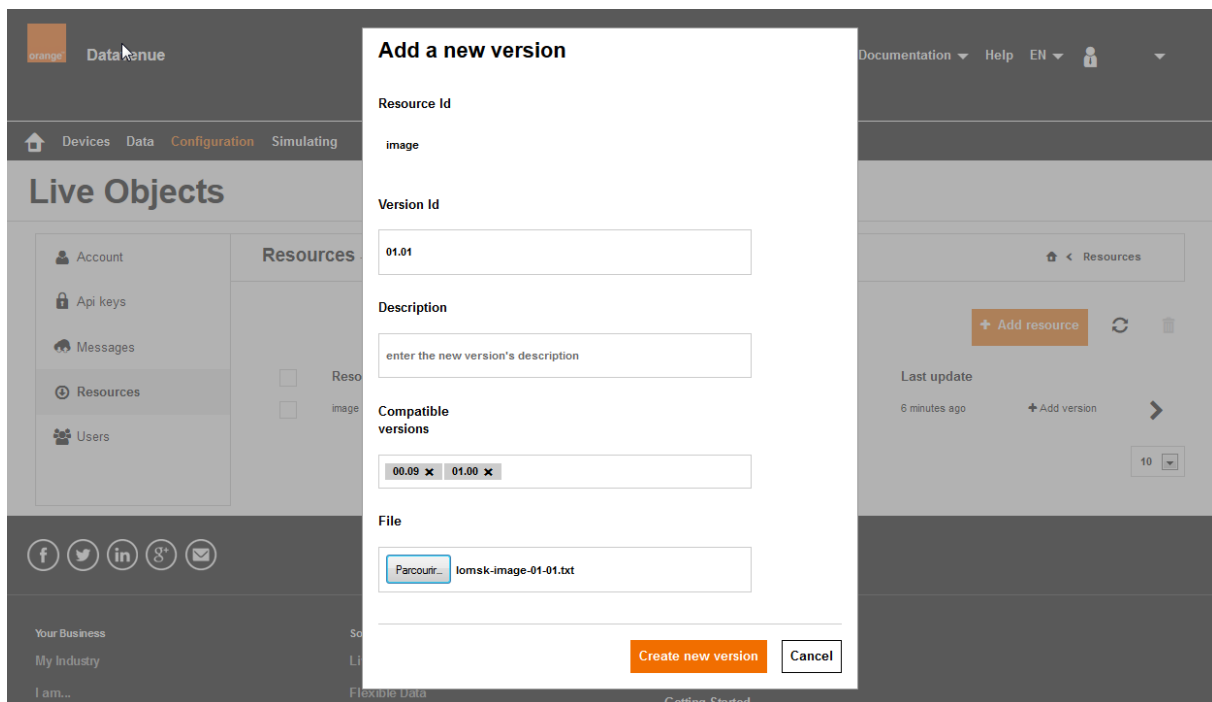 orange
Datavenue
Documentation
Help
EN
Devices
Data
Configuration
Simulating
Live Objects
Account
Api keys
Messages
Resources
Users
Resources
Resources
+ Add resource
Last update
image
6 minutes ago
+ Add version
10
Add a new version
Resource Id
image
Version Id
01.01
Description
enter the new version's description
Compatible
versions
00.09 × 01.00 ×
File
Parcourir... lomsk-image-01-01.txt
Create new version
Cancel
Your Business
My Industry
I am...
Flexible Data
Getting Started